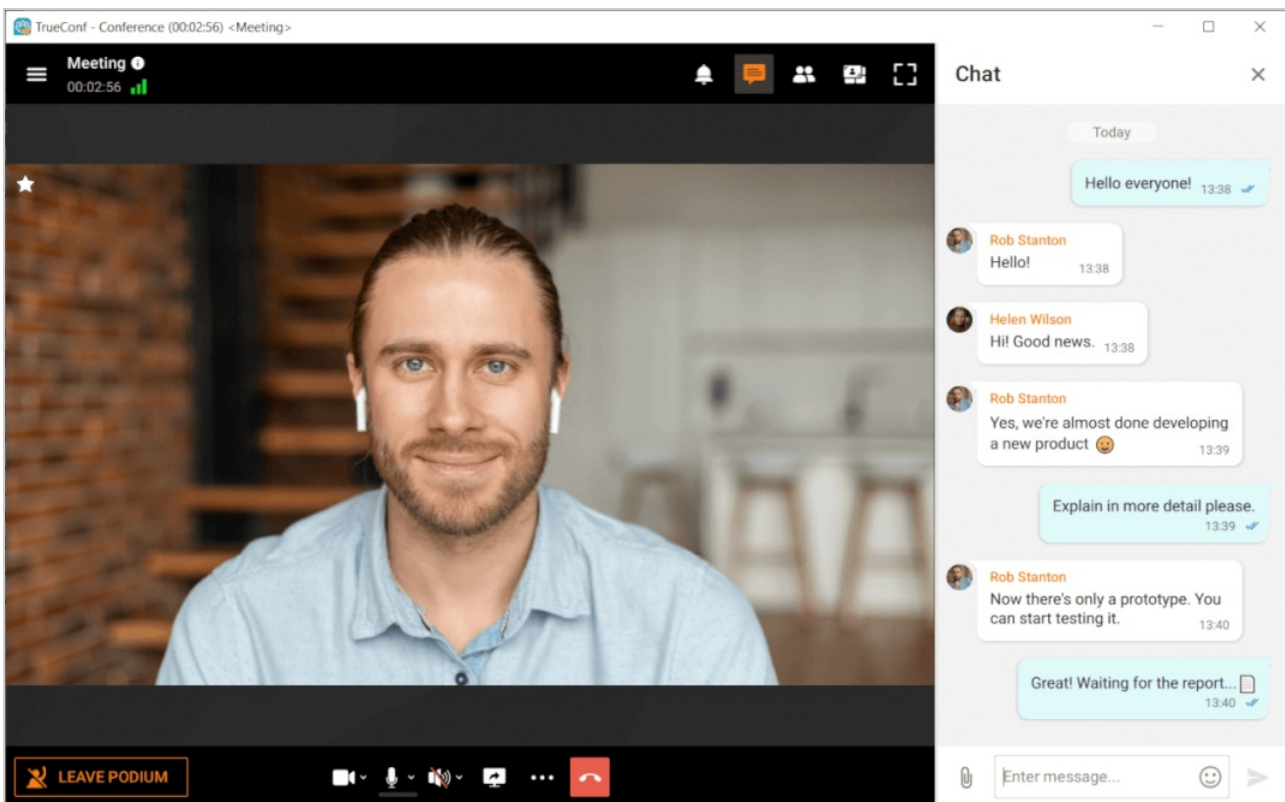 TrueConf - Conference (00:02:56) <Meeting>
Meeting
00:02:56
Chat
Today
Hello everyone! 13:38
Rob Stanton
Hello! 13:38
Helen Wilson
Hi! Good news. 13:38
Rob Stanton
Yes, we're almost done developing
a new product 😀 13:39
Explain in more detail please.
13:39
Rob Stanton
Now there's only a prototype. You
can start testing it. 13:40
Great! Waiting for the report...
13:40
LEAVE PODIUM
Enter message...